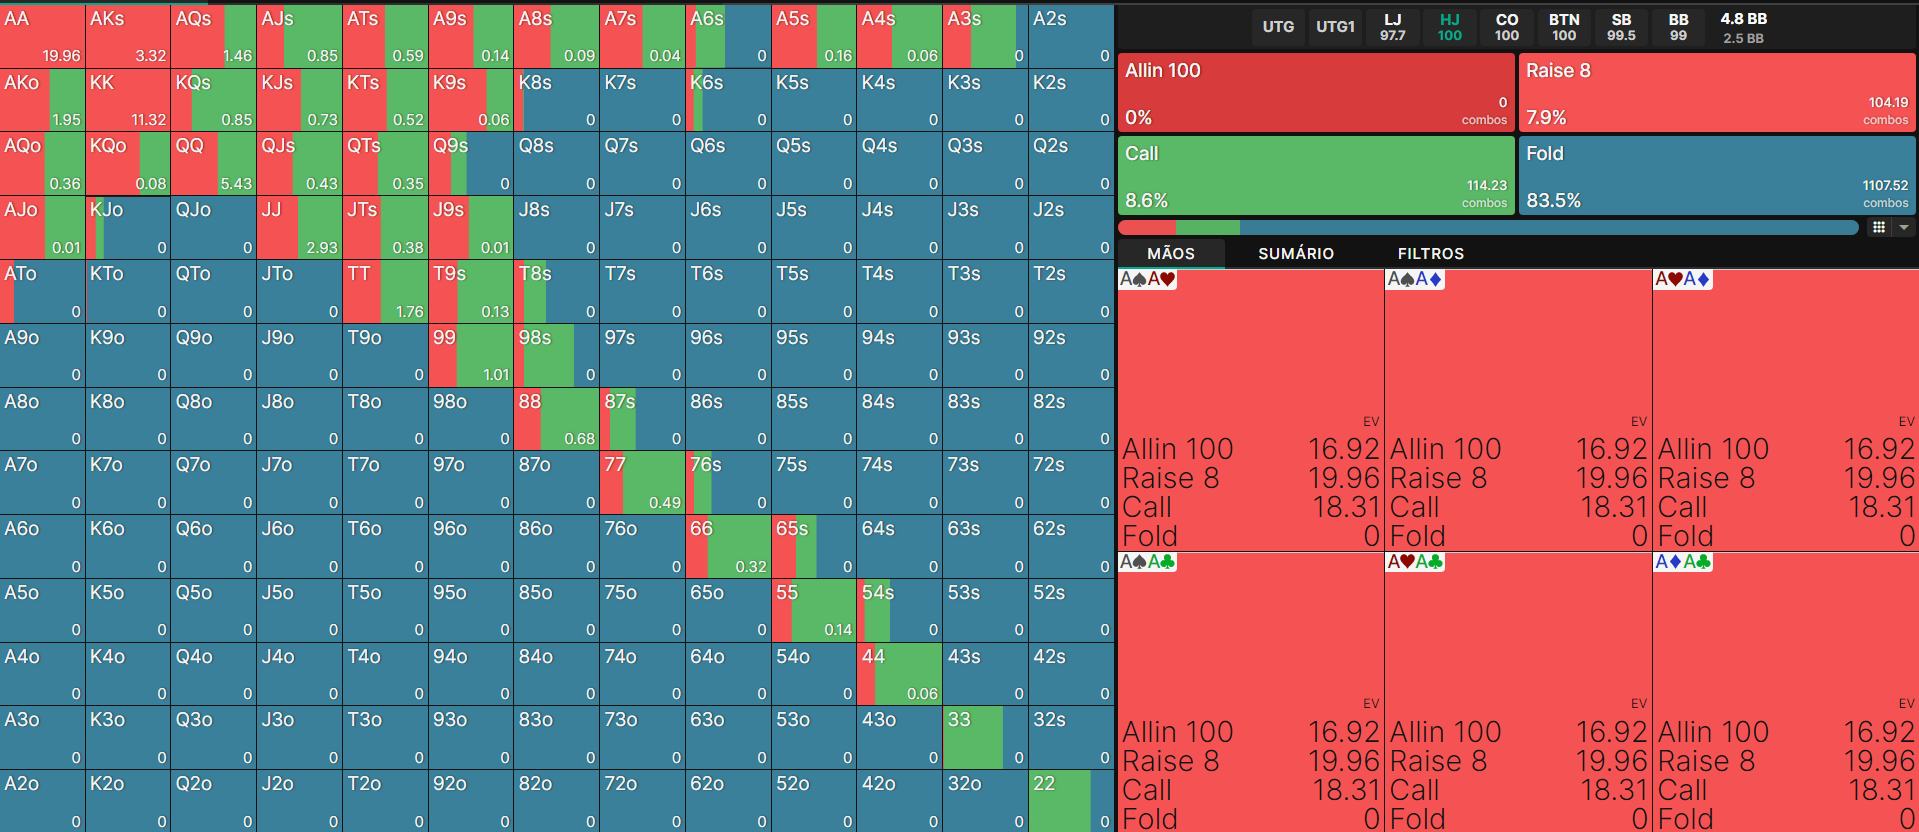 AA AKs AQs AJs ATs A9s A8s A7s A6s A5s A4s A3s A2s
19.96 3.32 1.46 0.85 0.59 0.14 0.09 0.04 0 0.16 0.06 0 0
AKo KK KQs KJs KTs K9s K8s K7s K6s K5s K4s K3s K2s
1.95 11.32 0.85 0.73 0.52 0.06 0 0 0 0 0 0 0
AQo KQo QQ QJs QTs Q9s Q8s Q7s Q6s Q5s Q4s Q3s Q2s
0.36 0.08 5.43 0.43 0.35 0 0 0 0 0 0 0 0
AJo KJo QJo JJ JTs J9s J8s J7s J6s J5s J4s J3s J2s
0.01 0 0 2.93 0.38 0.01 0 0 0 0 0 0 0
ATo KTo QTo JTo TT T9s T8s T7s T6s T5s T4s T3s T2s
0 0 0 0 1.76 0.13 0 0 0 0 0 0 0
A9o K9o Q9o J9o T9o 99 98s 97s 96s 95s 94s 93s 92s
0 0 0 0 0 1.01 0 0 0 0 0 0 0
A8o K8o Q8o J8o T8o 98o 88 87s 86s 85s 84s 83s 82s
0 0 0 0 0 0 0.68 0 0 0 0 0 0
A7o K7o Q7o J7o T7o 97o 87o 77 76s 75s 74s 73s 72s
0 0 0 0 0 0 0 0.49 0 0 0 0 0
A6o K6o Q6o J6o T6o 96o 86o 76o 66 65s 64s 63s 62s
0 0 0 0 0 0 0 0 0.32 0 0 0 0
A5o K5o Q5o J5o T5o 95o 85o 75o 65o 55 54s 53s 52s
0 0 0 0 0 0 0 0 0 0.14 0 0 0
A4o K4o Q4o J4o T4o 94o 84o 74o 64o 54o 44 43s 42s
0 0 0 0 0 0 0 0 0 0 0.06 0 0
A3o K3o Q3o J3o T3o 93o 83o 73o 63o 53o 43o 33 32s
0 0 0 0 0 0 0 0 0 0 0 0 0
A2o K2o Q2o J2o T2o 92o 82o 72o 62o 52o 42o 32o 22
0 0 0 0 0 0 0 0 0 0 0 0 0
UTG UTG1 LJ HJ CO BTN SB BB 4.8 BB
97.7 100 100 100 99.5 99 2.5 BB
Allin 100
0
0% combos
Raise 8
104.19
7.9% combos
Call
114.23
8.6% combos
Fold
1107.52
83.5% combos
MÃOS SUMÁRIO FILTROS
A♠A♥ A♠A♦ A♥A♦
EV EV EV
Allin 100 16.92 Allin 100 16.92 Allin 100 16.92
Raise 8 19.96 Raise 8 19.96 Raise 8 19.96
Call 18.31 Call 18.31 Call 18.31
Fold 0 Fold 0 Fold 0
A♠A♣ A♥A♣ A♦A♣
EV EV EV
Allin 100 16.92 Allin 100 16.92 Allin 100 16.92
Raise 8 19.96 Raise 8 19.96 Raise 8 19.96
Call 18.31 Call 18.31 Call 18.31
Fold 0 Fold 0 Fold 0